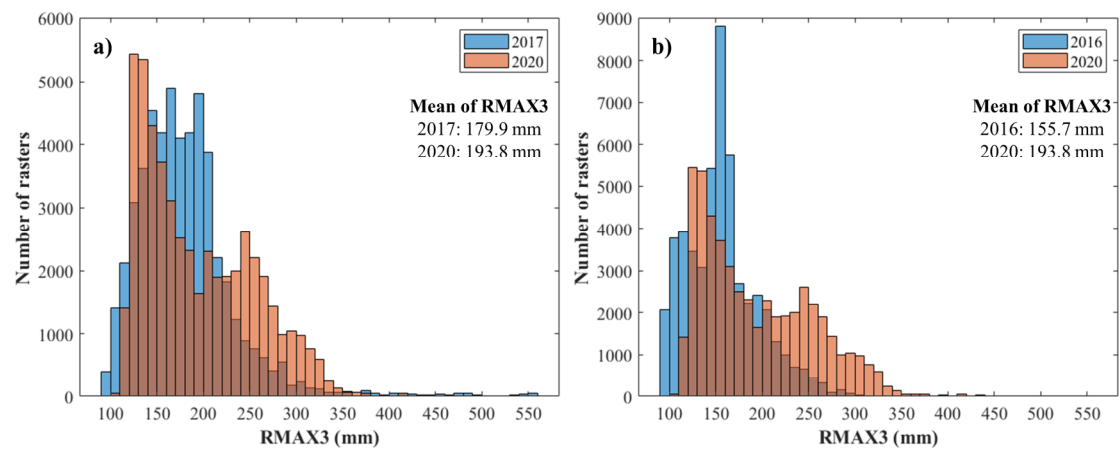 a)
2017
2020
Mean of RMAX3
2017: 179.9 mm
2020: 193.8 mm
Number of rasters
6000
5000
4000
3000
2000
1000
0
100 150 200 250 300 350 400 450 500 550
RMAX3 (mm)
b)
2016
2020
Mean of RMAX3
2016: 155.7 mm
2020: 193.8 mm
Number of rasters
9000
8000
7000
6000
5000
4000
3000
2000
1000
0
100 150 200 250 300 350 400 450 500 550
RMAX3 (mm)